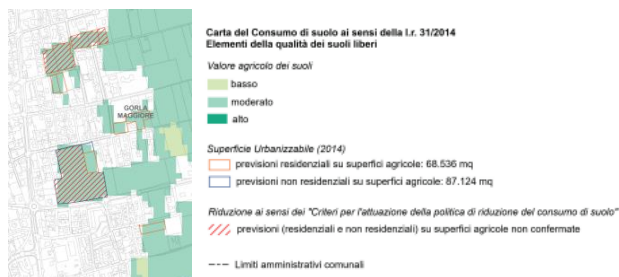 Carta del Consumo di suolo ai sensi della l.r. 31/2014
Elementi della qualità dei suoli liberi
Valore agricolo dei suoli
basso
moderato
alto
GORLA
MAGGIORE
Superficie Urbanizzabile (2014)
previsioni residenziali su superfici agricole: 68.536 mq
previsioni non residenziali su superfici agricole: 87.124 mq
Riduzione ai sensi dei "Criteri per l'attuazione della politica di riduzione del consumo di suolo"
previsioni (residenziali e non residenziali) su superfici agricole non confermate
Limiti amministrativi comunali